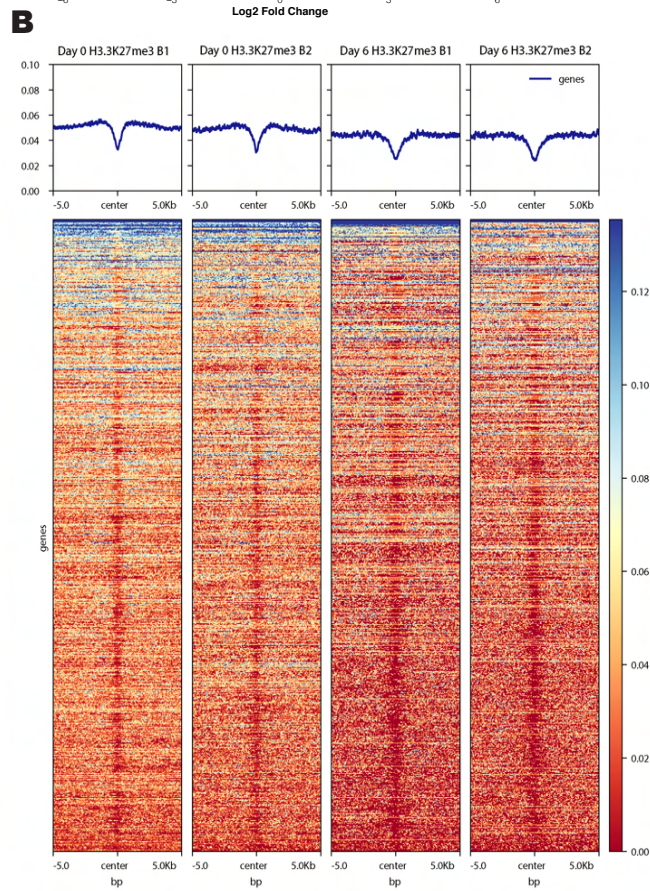 Log2 Fold Change
B
Day 0 H3.3K27me3 B1 Day 0 H3.3K27me3 B2 Day 6 H3.3K27me3 B1 Day 6 H3.3K27me3 B2
0.10
0.08
0.06
0.04
0.02
0.00
genes
-5.0 center 5.0Kb -5.0 center 5.0Kb -5.0 center 5.0Kb -5.0 center 5.0Kb
genes
0.12
0.10
0.08
0.06
0.04
0.02
0.00
-5.0 center 5.0Kb -5.0 center 5.0Kb -5.0 center 5.0Kb -5.0 center 5.0Kb
bp bp bp bp